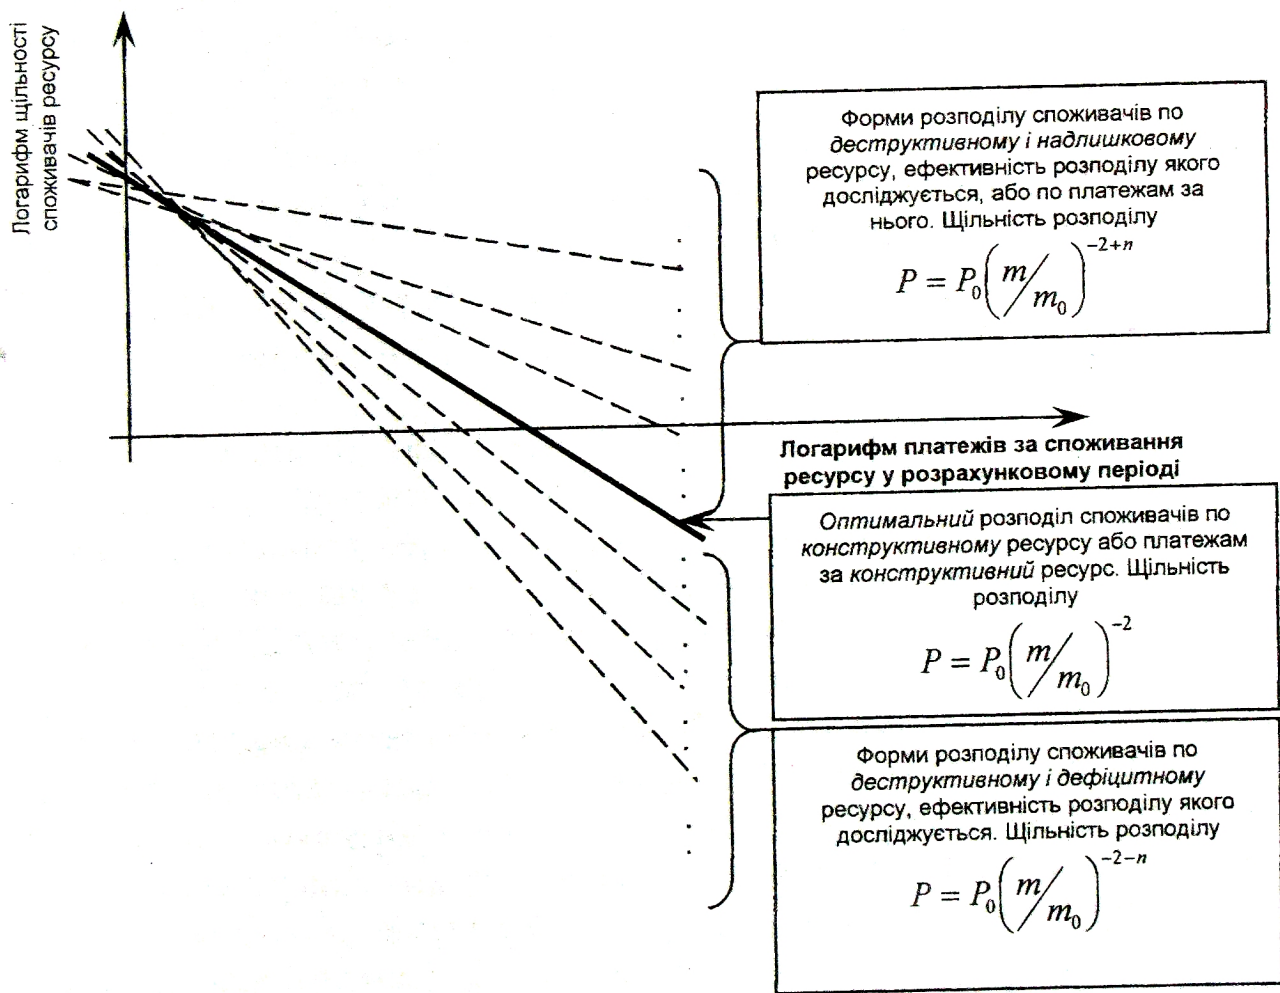 Логарифм щільності
споживачів ресурсу
Форми розподілу споживачів по
деструктивному і надлишковому
ресурсу, ефективність розподілу якого
досліджується, або по платежам за
нього. Щільність розподілу
P = P₀(m/m₀)⁻²⁺ⁿ
Логарифм платежів за споживання
ресурсу у розрахунковому періоді
Оптимальний розподіл споживачів по
конструктивному ресурсу або платежам
за конструктивний ресурс. Щільність
розподілу
P = P₀(m/m₀)⁻²
Форми розподілу споживачів по
деструктивному і дефіцитному
ресурсу, ефективність розподілу якого
досліджується. Щільність розподілу
P = P₀(m/m₀)⁻²⁻ⁿ